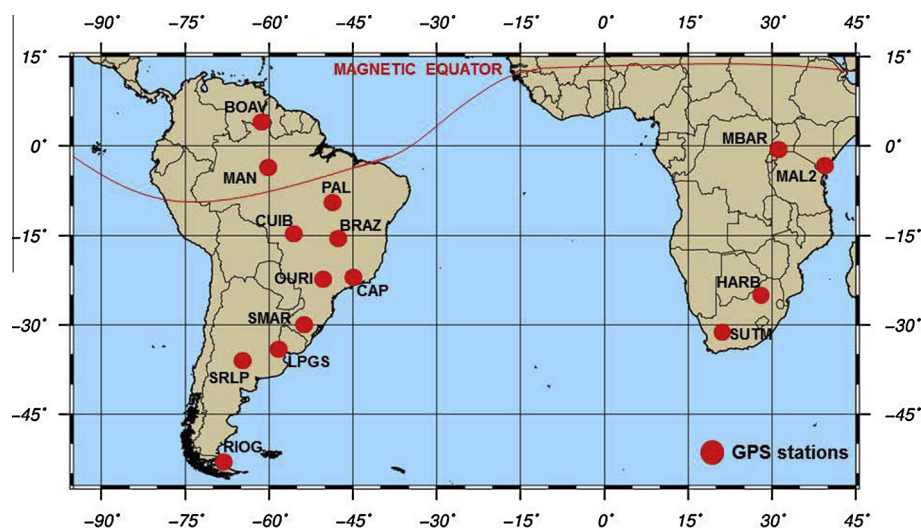 −90° −75° −60° −45° −30° −15° 0° 15° 30° 45°
15° 15°
MAGNETIC EQUATOR
BOAV
0° 0°
MBAR
MAN
MAL2
PAL
CUIB BRAZ
−15° −15°
OURI CAP
HARB
SMAR
−30° −30°
SUTM
LPGS
SRLP
−45° −45°
RIOG
GPS stations
−90° −75° −60° −45° −30° −15° 0° 15° 30° 45°